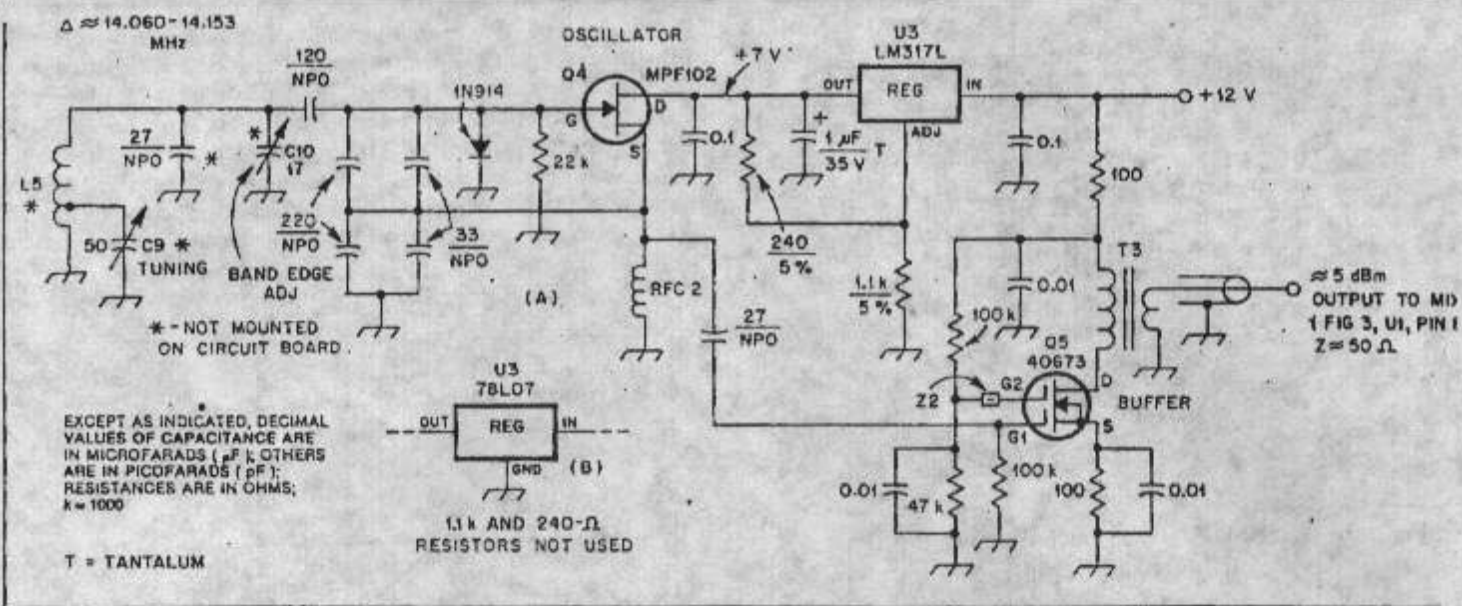 Δ ≈ 14.060-14.153
MHz
OSCILLATOR
U3
LM317L
120
NPO
Q4
MPF102
+7 V
OUT
REG
IN
ADJ
+12 V
1N914
G
D
S
0.1
+
1 µF
35 V
T
0.1
27
NPO
*
*
C10
17
22 k
100
L5
*
50
C9 *
TUNING
220
NPO
33
NPO
240
5 %
T3
BAND EDGE
ADJ
(A)
RFC 2
1.1 k
5 %
0.01
≈ 5 dBm
OUTPUT TO
1 FIG 3, U1, PIN 1
Z ≈ 50 Ω
* - NOT MOUNTED
ON CIRCUIT BOARD.
27
NPO
100 k
Q5
40673
U3
78L07
Z2
G2
D
BUFFER
OUT
REG
IN
G1
S
GND
(B)
EXCEPT AS INDICATED, DECIMAL
VALUES OF CAPACITANCE ARE
IN MICROFARADS ( µF ); OTHERS
ARE IN PICOFARADS ( pF );
RESISTANCES ARE IN OHMS;
k = 1000
0.01
47 k
100 k
100
0.01
1.1 k AND 240-Ω
RESISTORS NOT USED
T = TANTALUM